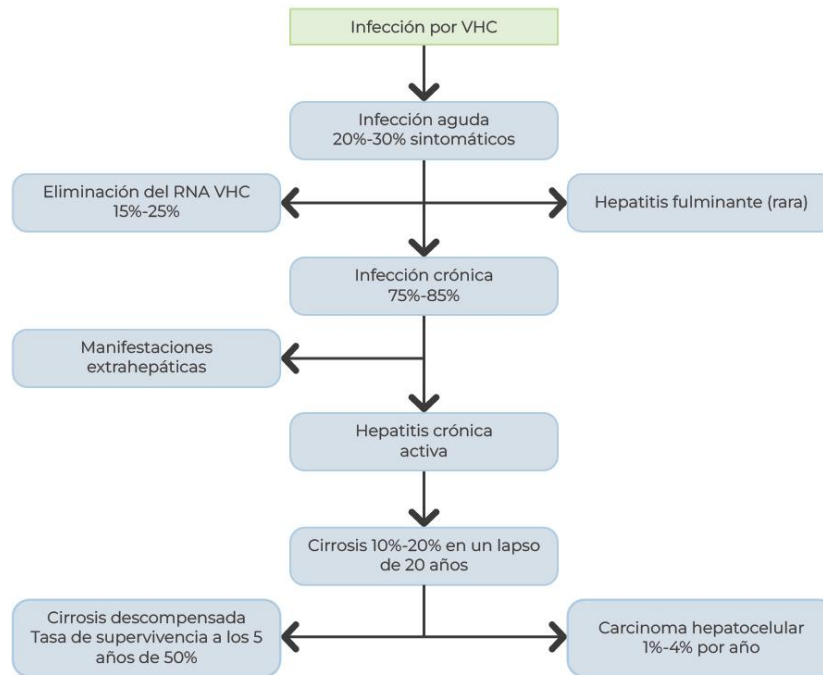 Infección por VHC
Infección aguda
20%-30% sintomáticos
Eliminación del RNA VHC
15%-25%
Hepatitis fulminante (rara)
Infección crónica
75%-85%
Manifestaciones
extrahepáticas
Hepatitis crónica
activa
Cirrosis 10%-20% en un lapso
de 20 años
Cirrosis descompensada
Tasa de supervivencia a los 5
años de 50%
Carcinoma hepatocelular
1%-4% por año